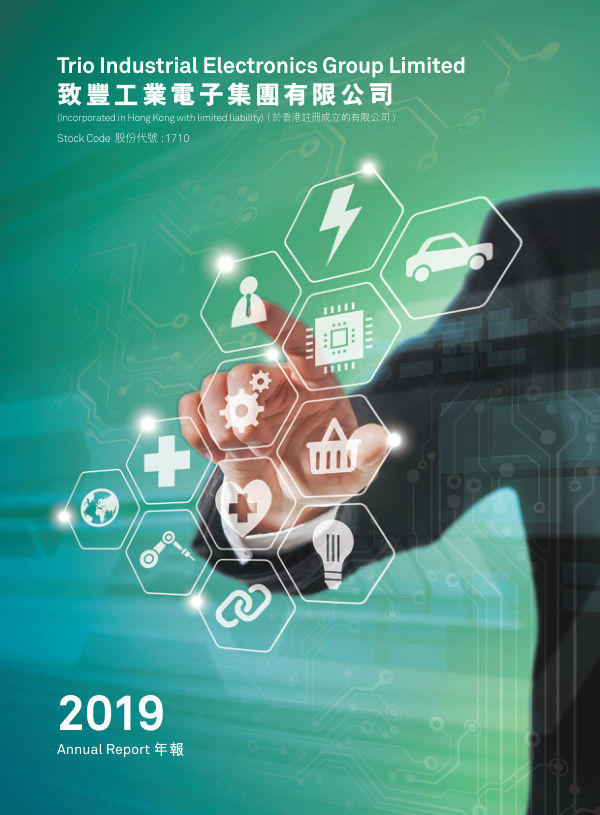 Trio Industrial Electronics Group Limited
致豐工業電子集團有限公司
(Incorporated in Hong Kong with limited liability) (於香港註冊成立的有限公司)
Stock Code 股份代號 : 1710
2019
Annual Report 年報